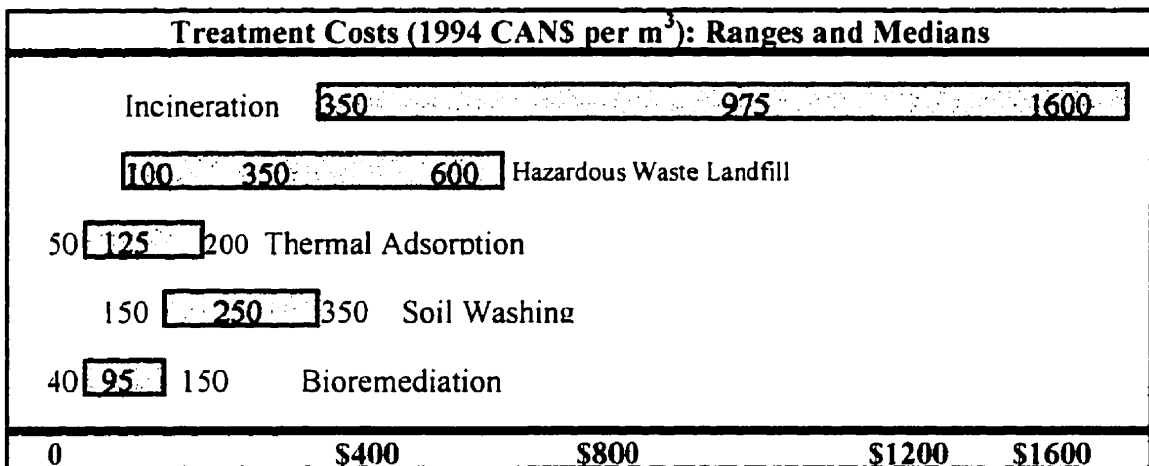 Treatment Costs (1994 CAN$ per m³): Ranges and Medians
Incineration 350 975 1600
100 350 600 Hazardous Waste Landfill
50 125 200 Thermal Adsorption
150 250 350 Soil Washing
40 95 150 Bioremediation
0 $400 $800 $1200 $1600